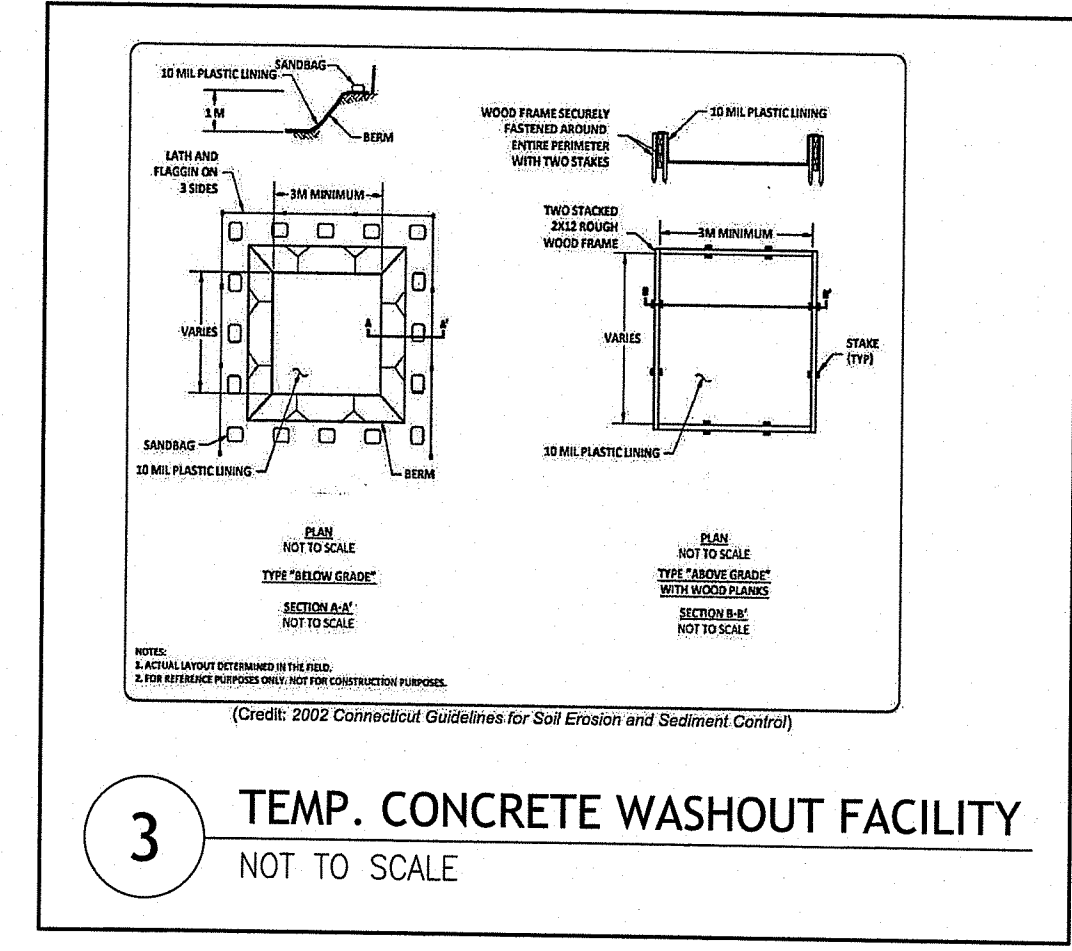 10 MIL PLASTIC LINING
SANDBAG
1 M
BERM
LATH AND
FLAGGIN ON
3 SIDES
3M MINIMUM
VARIES
A
A'
SANDBAG
10 MIL PLASTIC LINING
BERM
PLAN
NOT TO SCALE
TYPE "BELOW GRADE"
SECTION A-A'
NOT TO SCALE
WOOD FRAME SECURELY
FASTENED AROUND
ENTIRE PERIMETER
WITH TWO STAKES
10 MIL PLASTIC LINING
TWO STACKED
2X12 ROUGH
WOOD FRAME
3M MINIMUM
B
B'
VARIES
STAKE
(TYP)
10 MIL PLASTIC LINING
PLAN
NOT TO SCALE
TYPE "ABOVE GRADE"
WITH WOOD PLANKS
SECTION B-B'
NOT TO SCALE
NOTES:
1. ACTUAL LAYOUT DETERMINED IN THE FIELD.
2. FOR REFERENCE PURPOSES ONLY. NOT FOR CONSTRUCTION PURPOSES.
(Credit: 2002 Connecticut Guidelines for Soil Erosion and Sediment Control)
3
TEMP. CONCRETE WASHOUT FACILITY
NOT TO SCALE